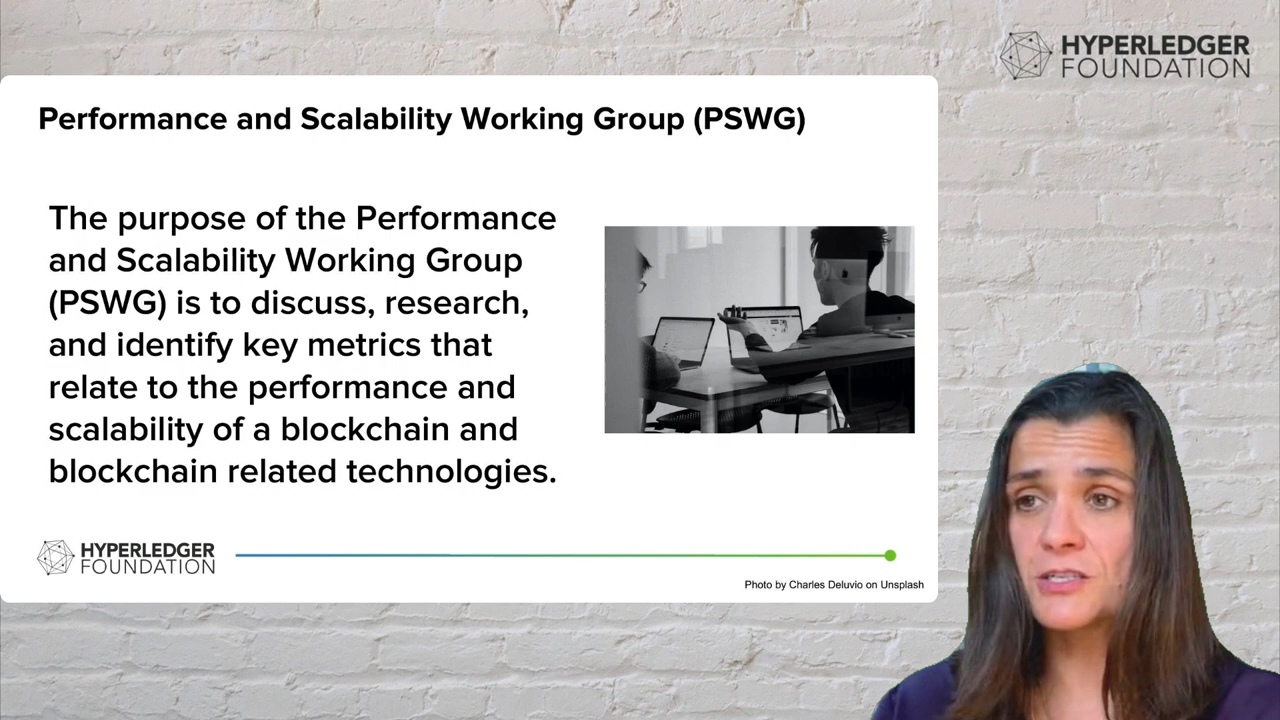 HYPERLEDGER
FOUNDATION
Performance and Scalability Working Group (PSWG)
The purpose of the Performance
and Scalability Working Group
(PSWG) is to discuss, research,
and identify key metrics that
relate to the performance and
scalability of a blockchain and
blockchain related technologies.
HYPERLEDGER
FOUNDATION
Photo by Charles Deluvio on Unsplash